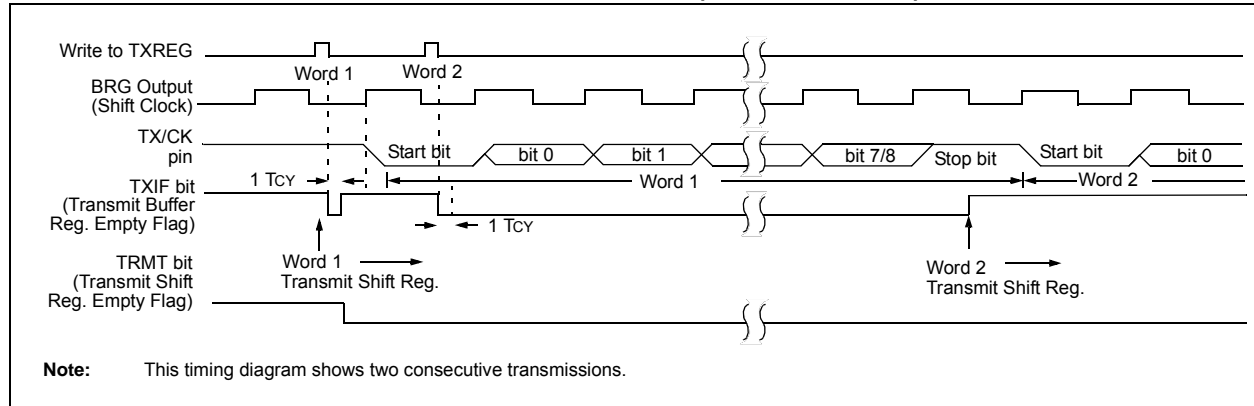 Write to TXREG
Word 1
Word 2
BRG Output
(Shift Clock)
TX/CK
pin
Start bit
bit 0
bit 1
bit 7/8
Stop bit
Start bit
bit 0
1 TCY
Word 1
Word 2
TXIF bit
(Transmit Buffer
Reg. Empty Flag)
1 TCY
Word 1
Transmit Shift Reg.
Word 2
Transmit Shift Reg.
TRMT bit
(Transmit Shift
Reg. Empty Flag)
Note: This timing diagram shows two consecutive transmissions.